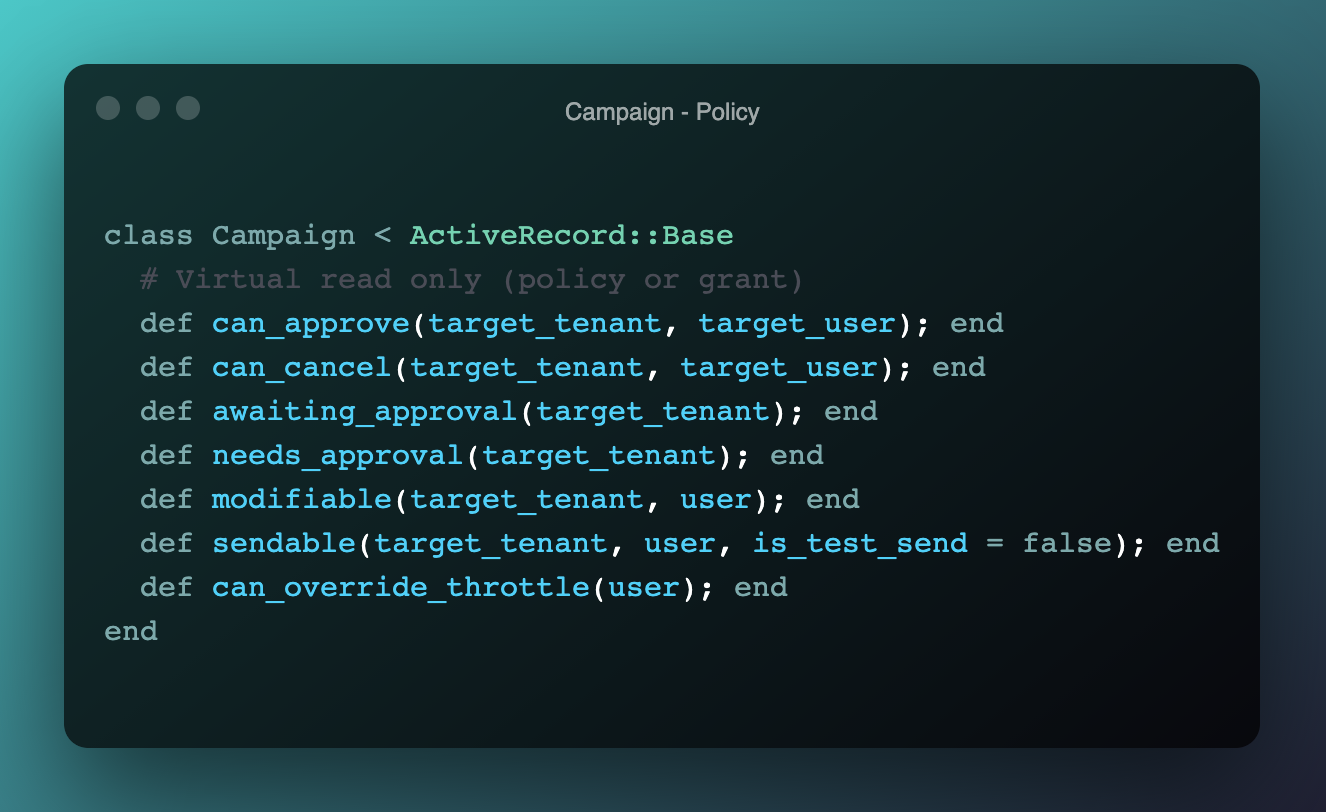 Campaign - Policy
class Campaign < ActiveRecord::Base
  # Virtual read only (policy or grant)
  def can_approve(target_tenant, target_user); end
  def can_cancel(target_tenant, target_user); end
  def awaiting_approval(target_tenant); end
  def needs_approval(target_tenant); end
  def modifiable(target_tenant, user); end
  def sendable(target_tenant, user, is_test_send = false); end
  def can_override_throttle(user); end
end